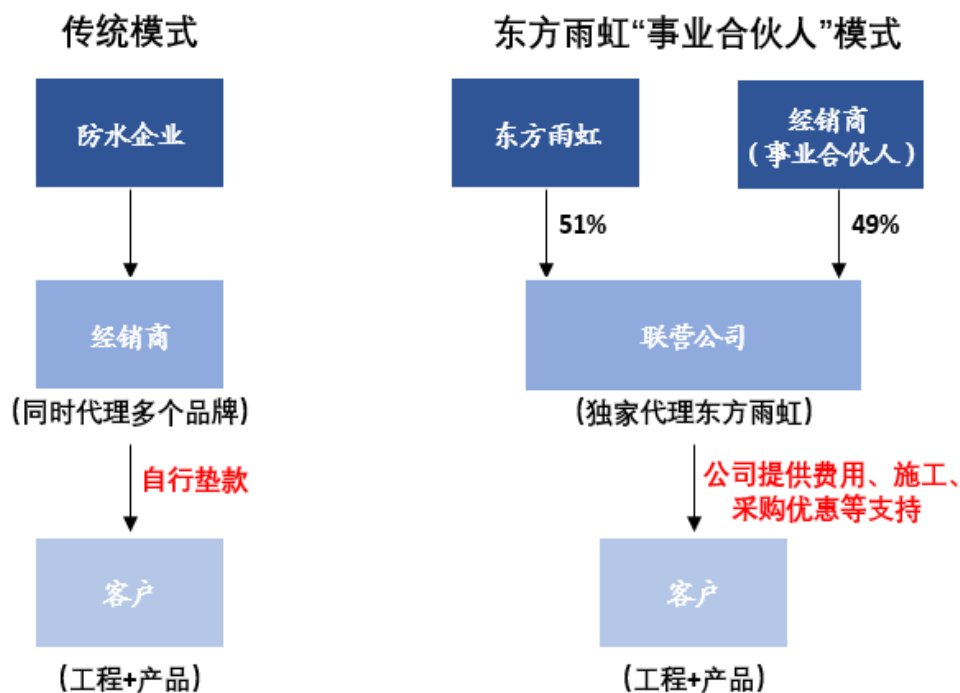 传统模式
防水企业
经销商
(同时代理多个品牌)
自行垫款
客户
(工程+产品)
东方雨虹“事业合伙人”模式
东方雨虹
经销商
(事业合伙人)
51%
49%
联营公司
(独家代理东方雨虹)
公司提供费用、施工、
采购优惠等支持
客户
(工程+产品)